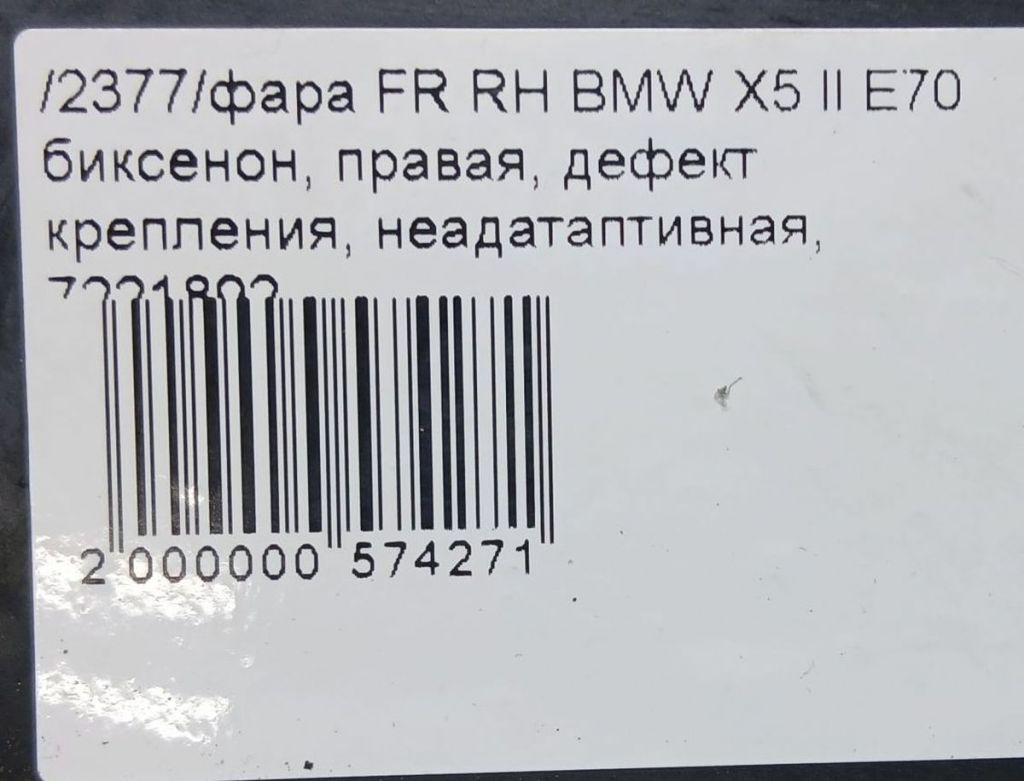 /2377/фара FR RH BMW X5 II E70
биксенон, правая, дефект
крепления, неадатаптивная,
2 000000 574271